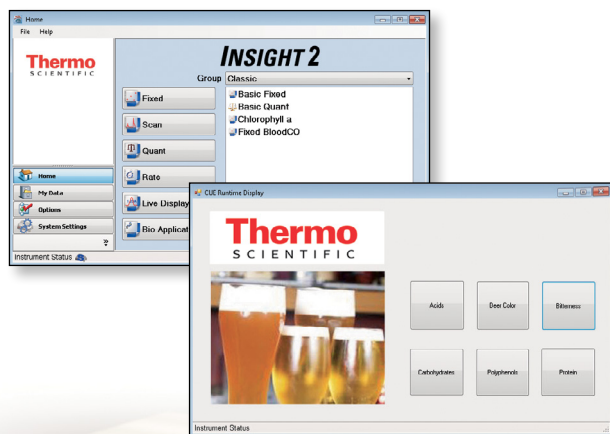 Home
File Help
Thermo
SCIENTIFIC
INSIGHT 2
Group Classic
Fixed
Scan
Quant
Rate
Live Display
Bio Applicat
Basic Fixed
Basic Quant
Chlorophyll a
Fixed BloodCO
Home
My Data
Options
System Settings
Instrument Status
CUE Runtime Display
Thermo
SCIENTIFIC
Acids
Beer Color
Bitterness
Carbohydrates
Polyphenols
Protein
Instrument Status